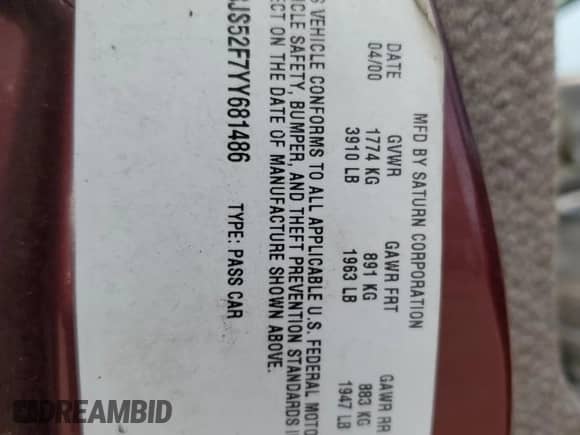 MFD BY SATURN CORPORATION
DATE GVWR GAWR FRT GAWR RR
04/00 1774 KG 891 KG 883 KG
3910 LB 1963 LB 1947 LB
VEHICLE CONFORMS TO ALL APPLICABLE U.S. FEDERAL MOTO
ICLE SAFETY, BUMPER, AND THEFT PREVENTION STANDARDS
ECT ON THE DATE OF MANUFACTURE SHOWN ABOVE.
JS52F7YY681486 TYPE: PASS CAR
DREAMBID